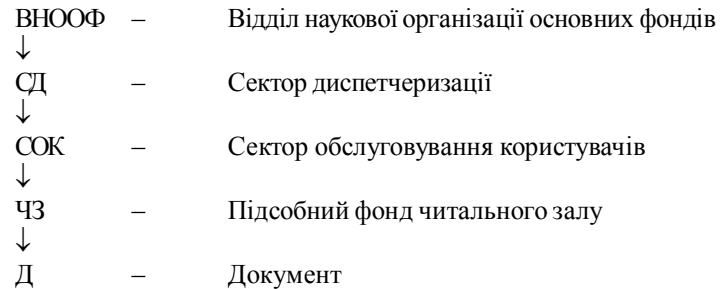 ВНООФ – Відділ наукової організації основних фондів
↓
СД – Сектор диспетчеризації
↓
СОК – Сектор обслуговування користувачів
↓
ЧЗ – Підсобний фонд читального залу
↓
Д – Документ